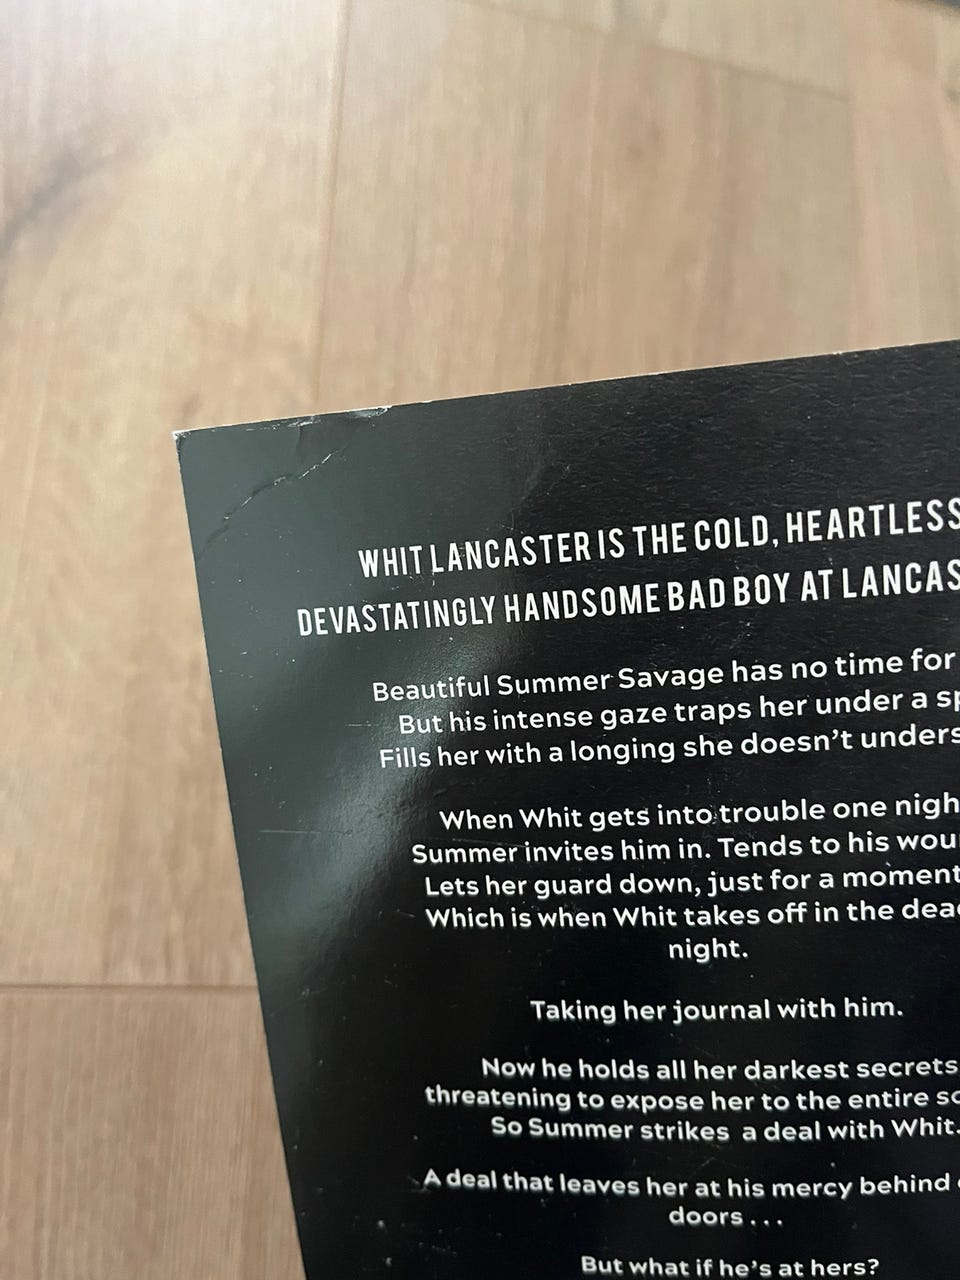 WHIT LANCASTER IS THE COLD, HEARTLESS
DEVASTATINGLY HANDSOME BAD BOY AT
Beautiful Summer Savage has no time for
But his intense gaze traps her under a
Fills her with a longing she doesn't
When Whit gets into trouble one
Summer invites him in. Tends to his
Lets her guard down, just for a moment
Which is when Whit takes off in the
night.
Taking her journal with him.
Now he holds all her darkest secrets
threatening to expose her to the entire
So Summer strikes a deal with Whit.
A deal that leaves her at his mercy behind
doors . . .
But what if he's at hers?